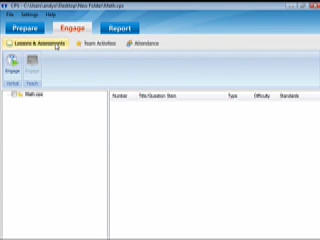 CPS - C:\Users\andys\Desktop\New Folder\Math.cps
File Settings Help
Prepare Engage Report
Lessons & Assessments Team Activities Attendance
Engage Engage
Verbal Teach
Math.cps
Number Title/Question Stem Type Difficulty Standards